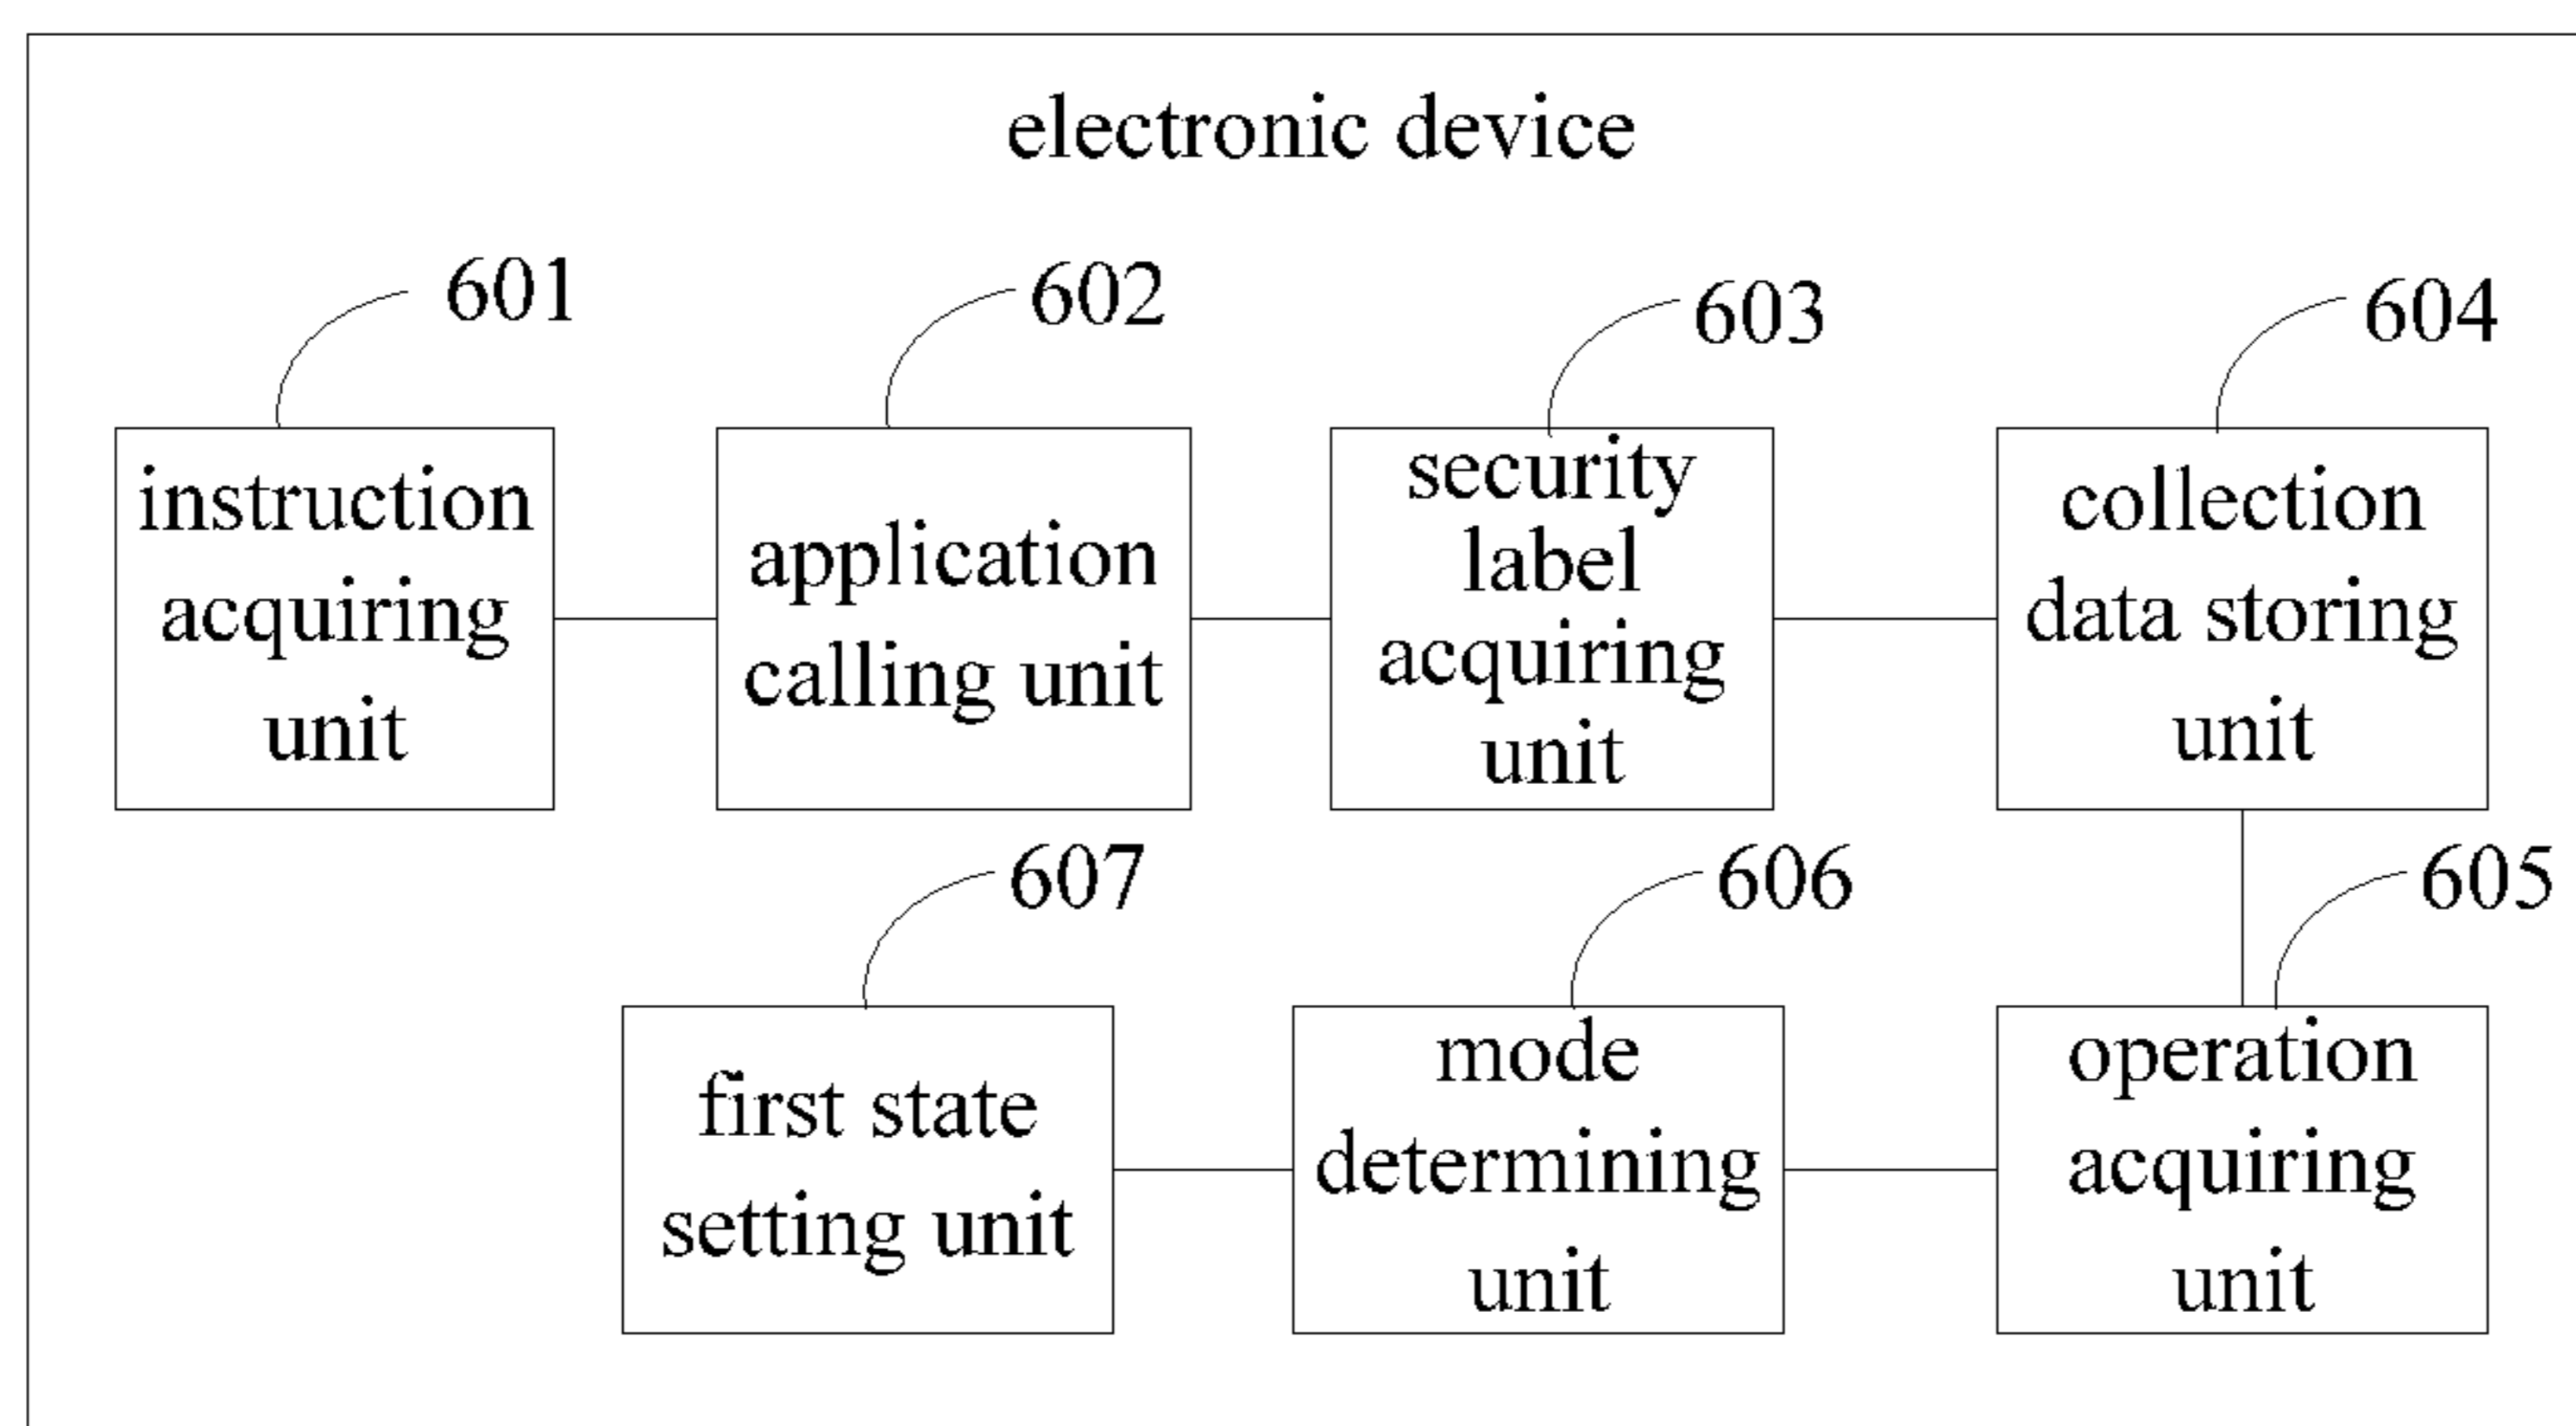 electronic device
601
602
603
604
instruction
acquiring
unit
application
calling unit
security
label
acquiring
unit
collection
data storing
unit
607
606
605
first state
setting unit
mode
determining
unit
operation
acquiring
unit